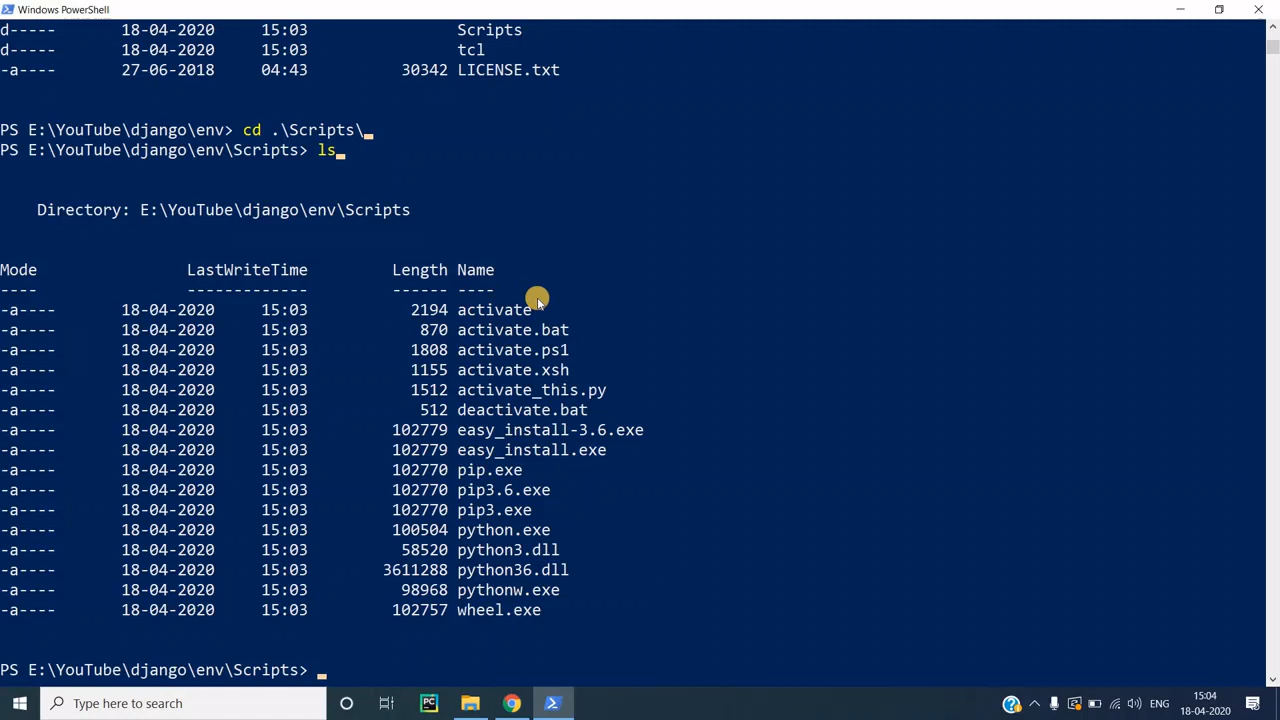 Windows PowerShell
d----- 18-04-2020 15:03 Scripts
d----- 18-04-2020 15:03 tcl
-a---- 27-06-2018 04:43 30342 LICENSE.txt
PS E:\YouTube\django\env> cd .\Scripts\
PS E:\YouTube\django\env\Scripts> ls
Directory: E:\YouTube\django\env\Scripts
Mode LastWriteTime Length Name
---- ------------- ------ ----
-a---- 18-04-2020 15:03 2194 activate
-a---- 18-04-2020 15:03 870 activate.bat
-a---- 18-04-2020 15:03 1808 activate.ps1
-a---- 18-04-2020 15:03 1155 activate.xsh
-a---- 18-04-2020 15:03 1512 activate_this.py
-a---- 18-04-2020 15:03 512 deactivate.bat
-a---- 18-04-2020 15:03 102779 easy_install-3.6.exe
-a---- 18-04-2020 15:03 102779 easy_install.exe
-a---- 18-04-2020 15:03 102770 pip.exe
-a---- 18-04-2020 15:03 102770 pip3.6.exe
-a---- 18-04-2020 15:03 102770 pip3.exe
-a---- 18-04-2020 15:03 100504 python.exe
-a---- 18-04-2020 15:03 58520 python3.dll
-a---- 18-04-2020 15:03 3611288 python36.dll
-a---- 18-04-2020 15:03 98968 pythonw.exe
-a---- 18-04-2020 15:03 102757 wheel.exe
PS E:\YouTube\django\env\Scripts>
Type here to search
PC
ENG
15:04
18-04-2020